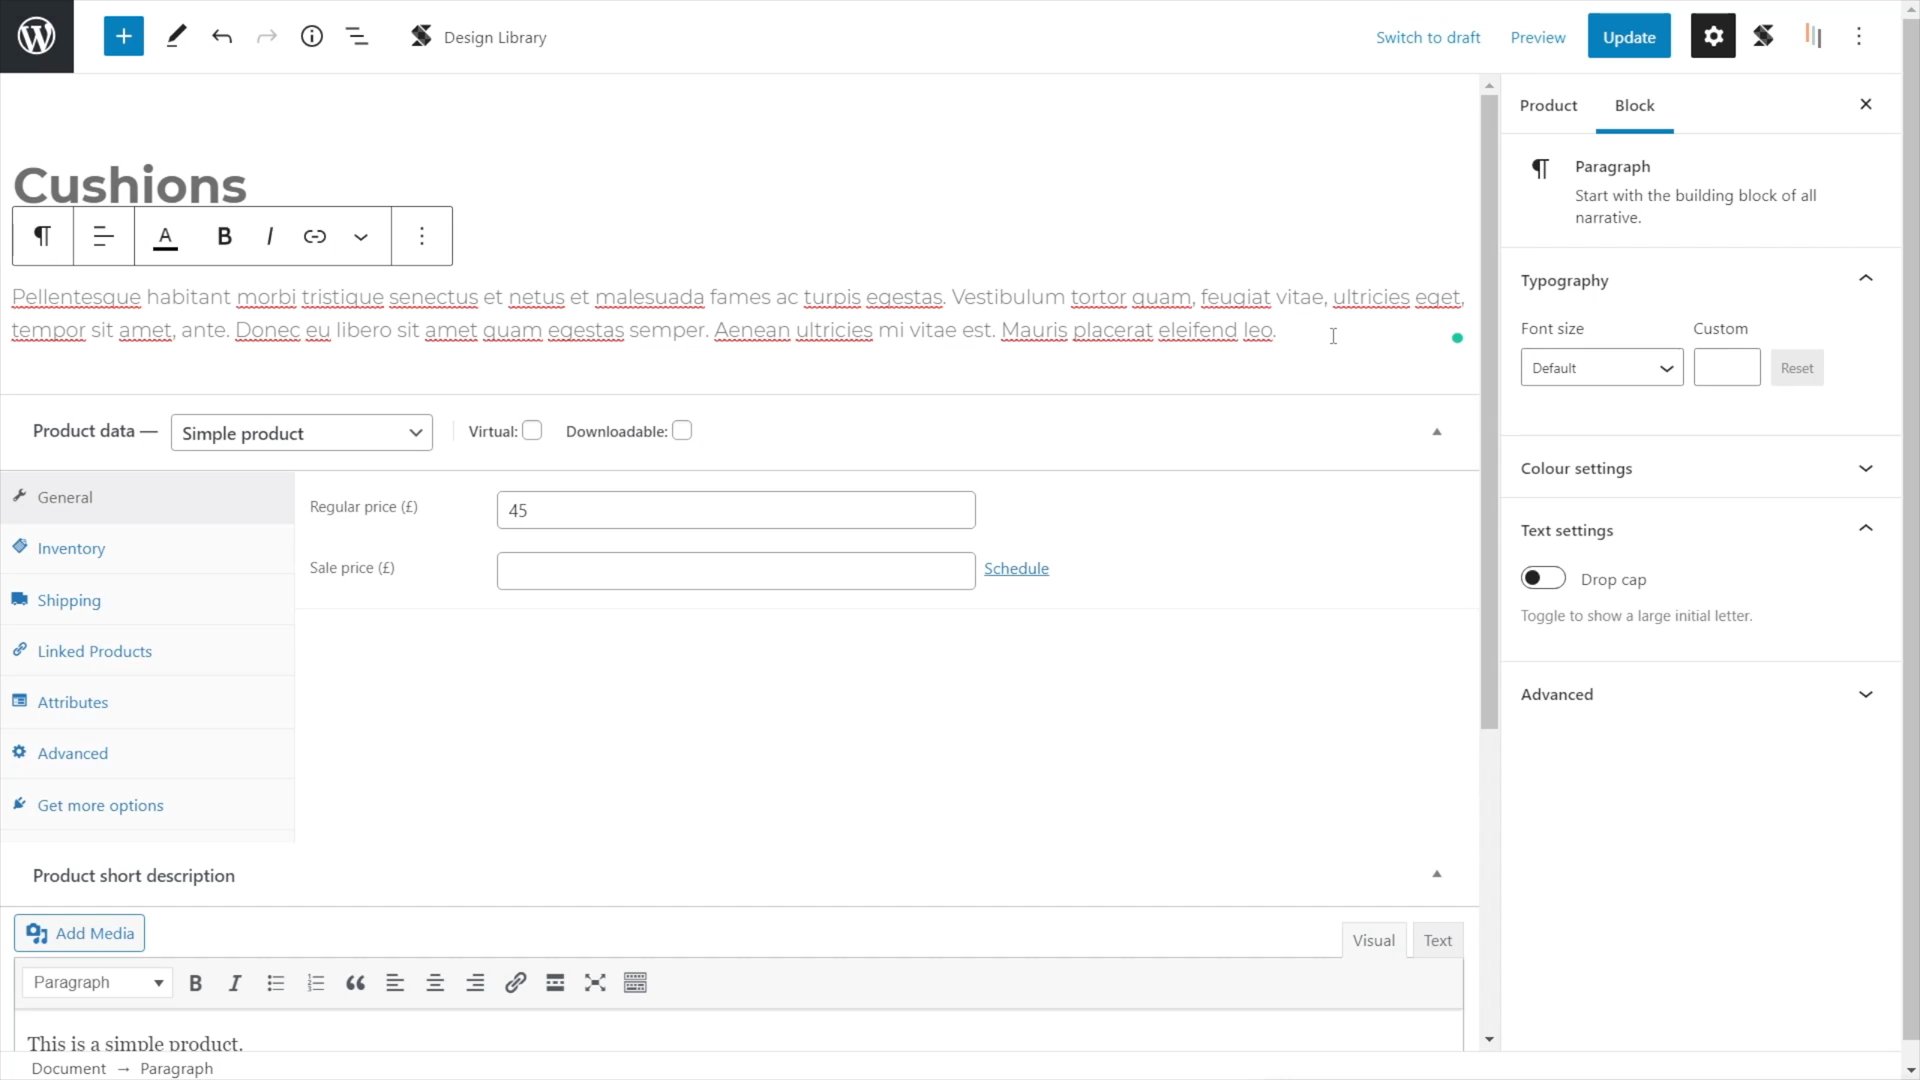 Design Library
Switch to draft
Preview
Update
Product
Block
Paragraph
Start with the building block of all
narrative.
Typography
Font size
Custom
Default
Reset
Colour settings
Text settings
Drop cap
Toggle to show a large initial letter.
Advanced
Cushions
A
B
I
Pellentesque habitant morbi tristique senectus et netus et malesuada fames ac turpis egestas. Vestibulum tortor quam, feugiat vitae, ultricies eget,
tempor sit amet, ante. Donec eu libero sit amet quam egestas semper. Aenean ultricies mi vitae est. Mauris placerat eleifend leo.
Product data —
Simple product
Virtual:
Downloadable:
General
Inventory
Shipping
Linked Products
Attributes
Advanced
Get more options
Regular price (£)
45
Sale price (£)
Schedule
Product short description
Add Media
Visual
Text
Paragraph
B
I
This is a simple product.
Document → Paragraph